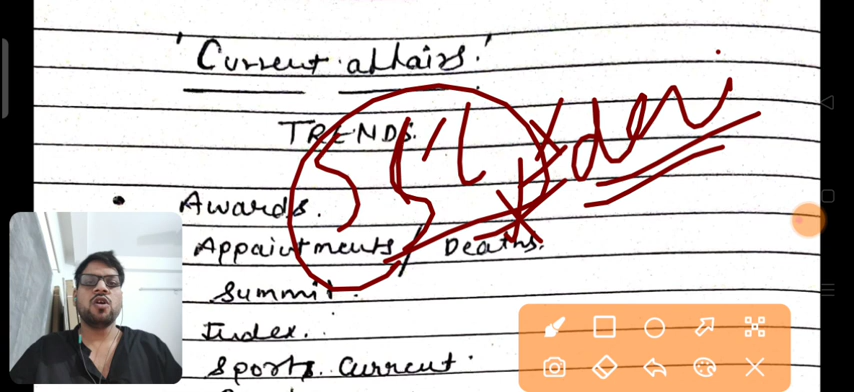 'Current affairs.'
TRENDS.
Awards.
Appointments / Deaths.
Summit.
Index.
Sports. Current.